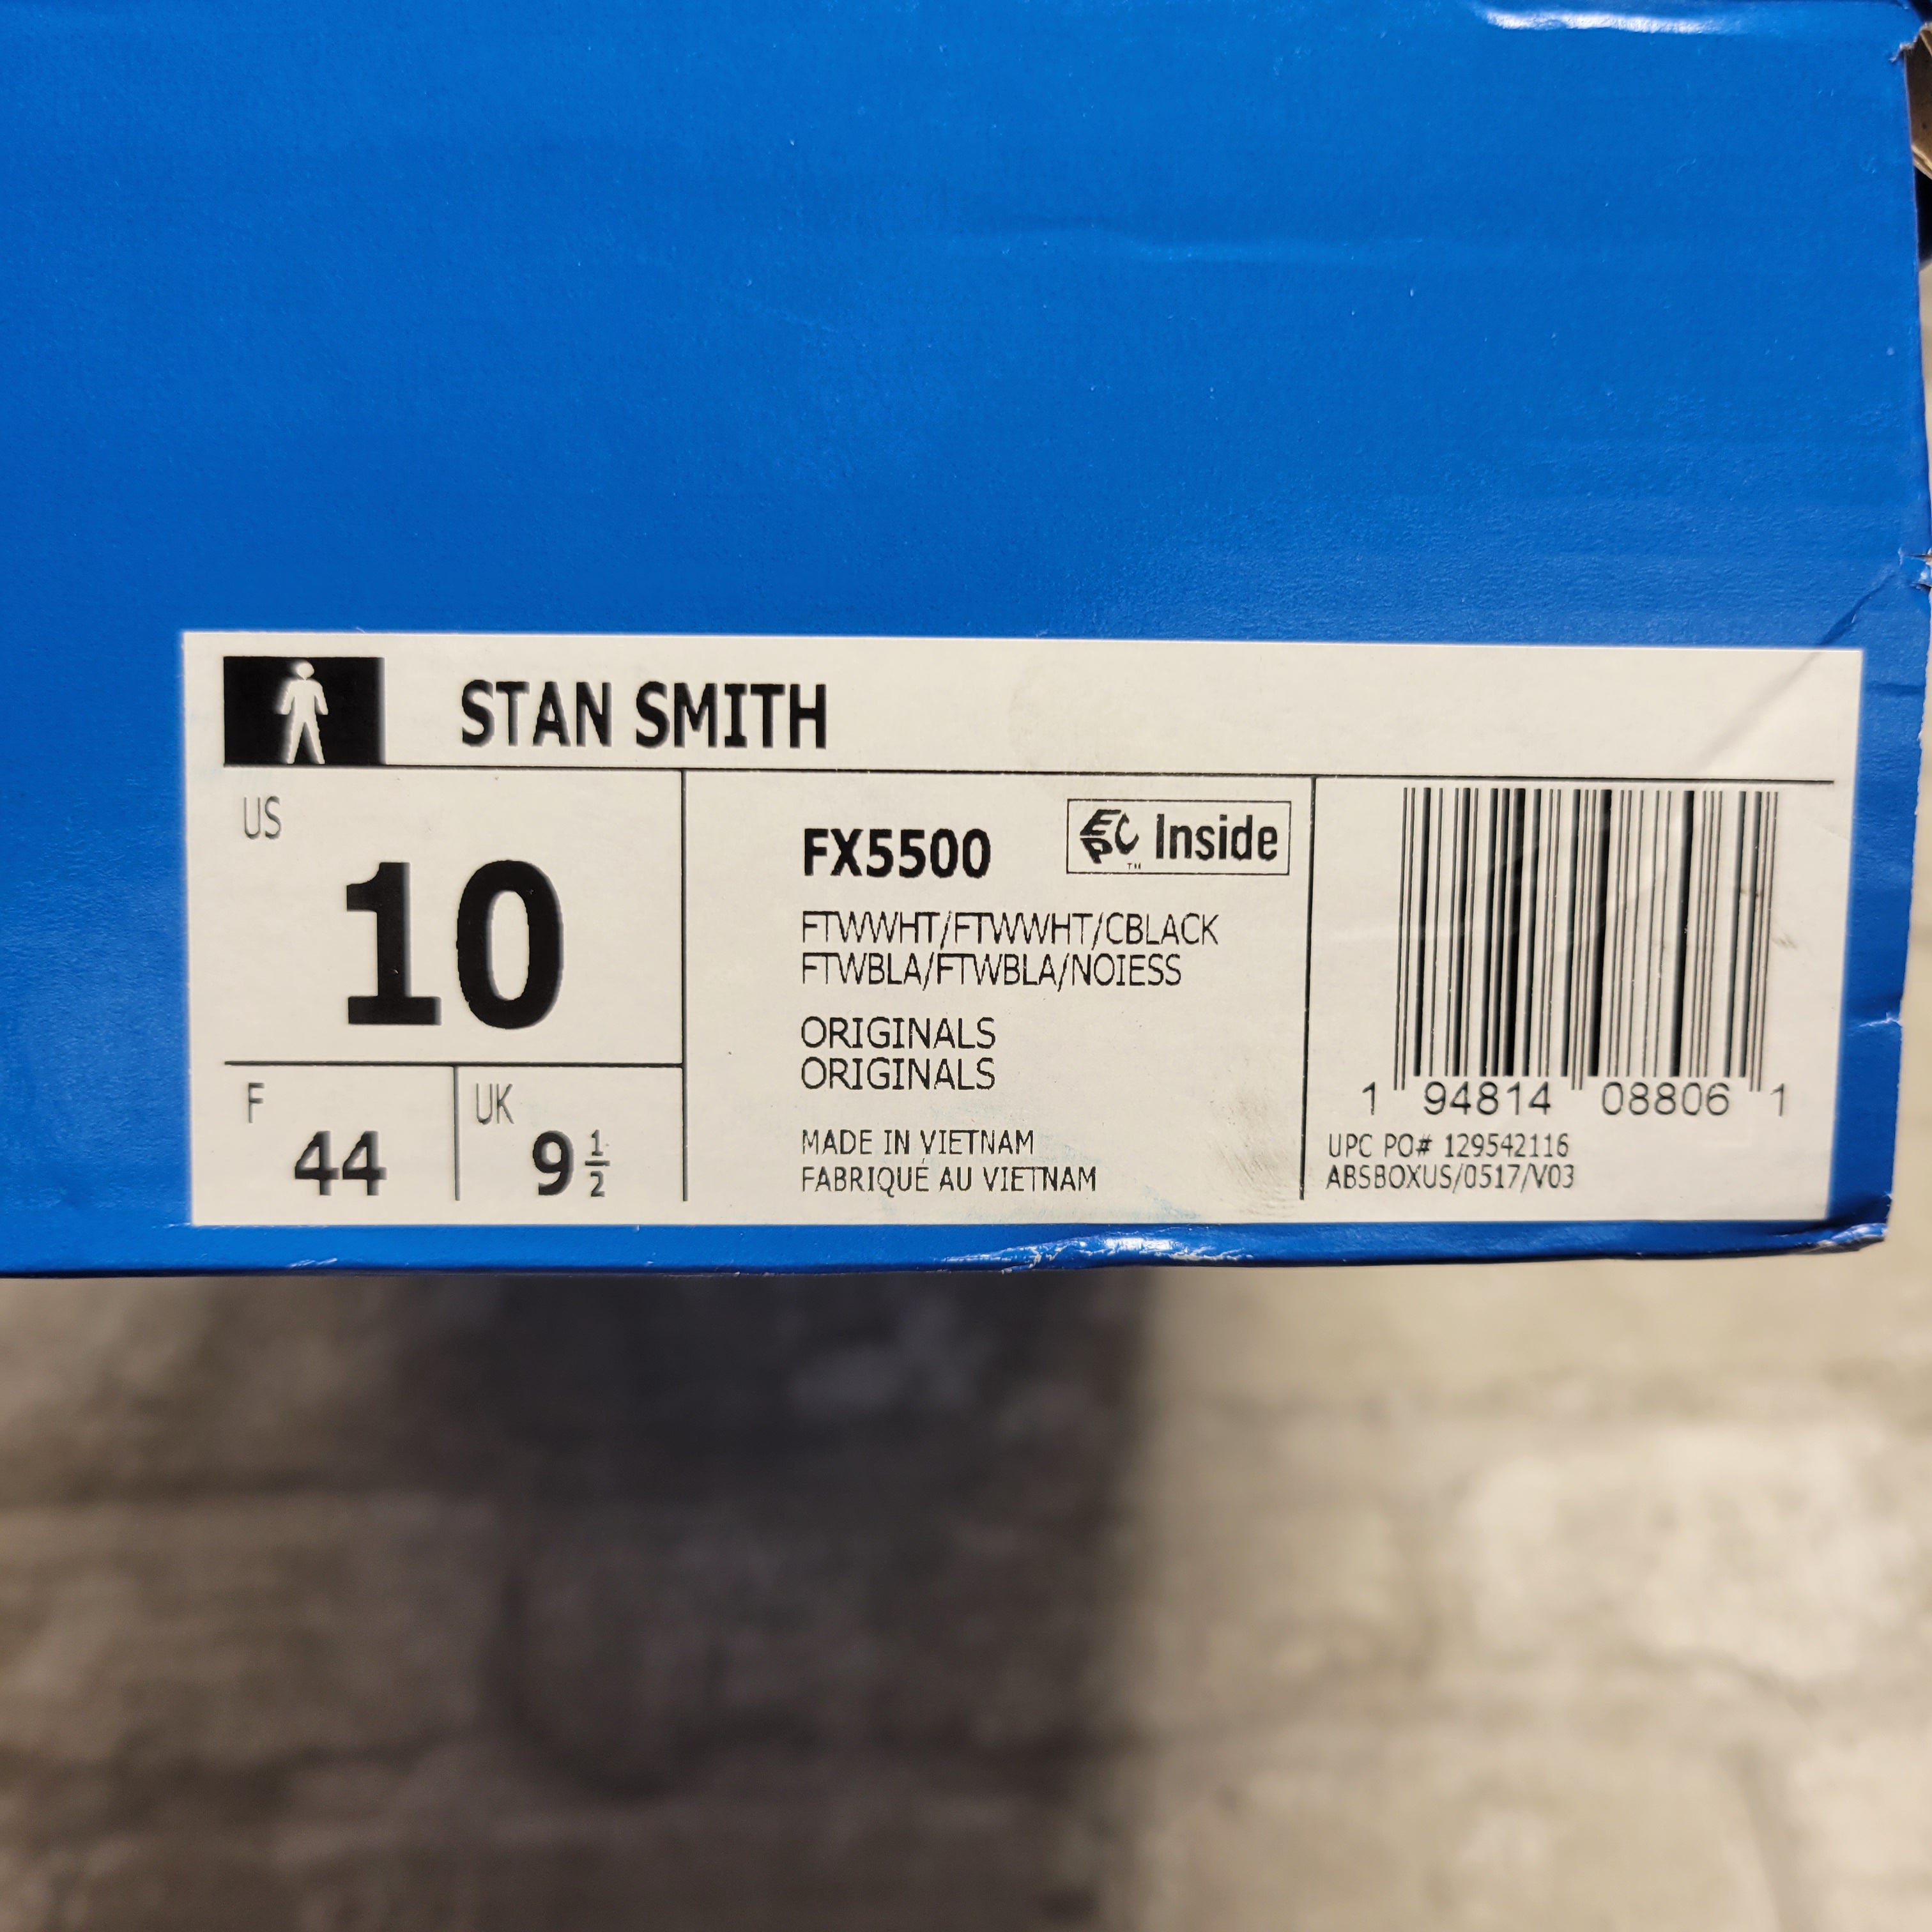 STAN SMITH
US
10
F
44
UK
9 1/2
FX5500
EPC™ Inside
FTWWHT/FTWWHT/CBLACK
FTWBLA/FTWBLA/NOIESS
ORIGINALS
ORIGINALS
MADE IN VIETNAM
FABRIQUÉ AU VIETNAM
1 94814 08806 1
UPC PO# 129542116
ABSBOXUS/0517/V03